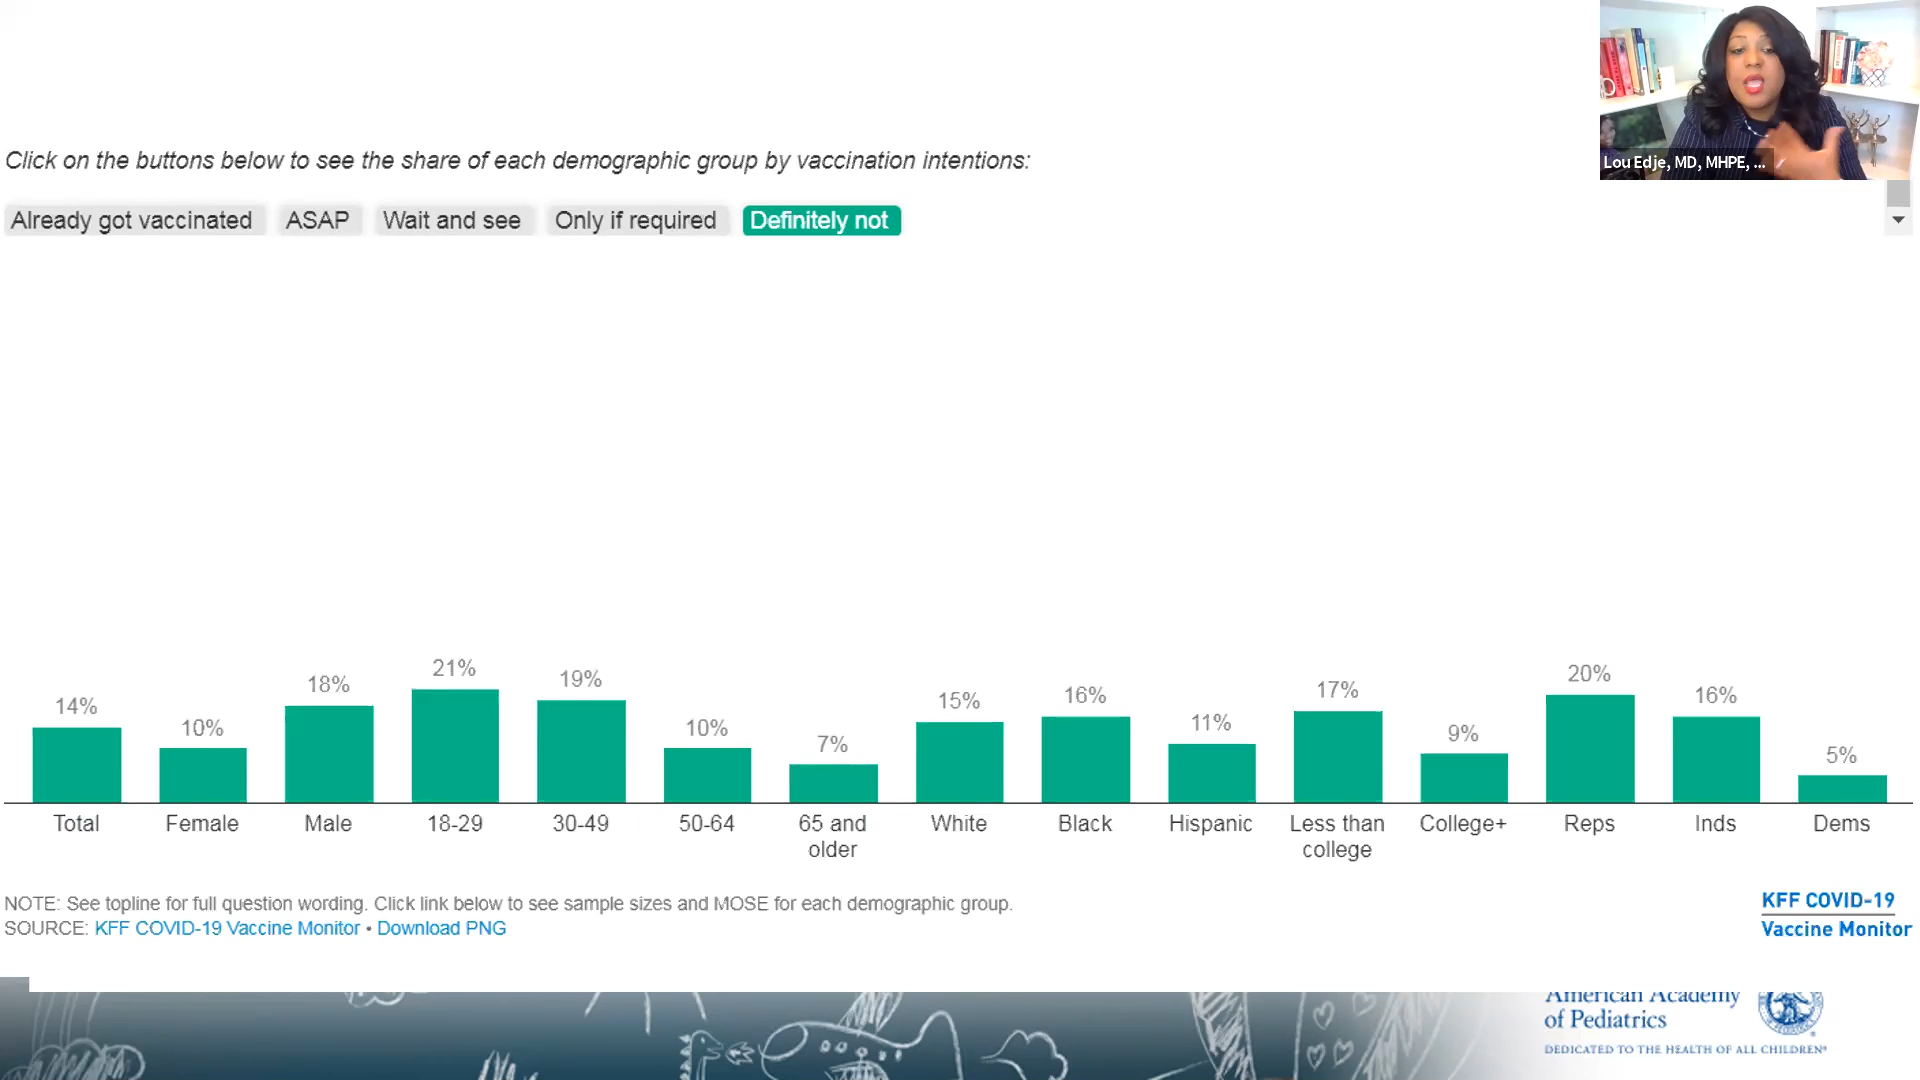 Lou Edje, MD, MHPE, ...
Click on the buttons below to see the share of each demographic group by vaccination intentions:
Already got vaccinated ASAP Wait and see Only if required Definitely not
14% 10% 18% 21% 19% 10% 7% 15% 16% 11% 17% 9% 20% 16% 5%
Total Female Male 18-29 30-49 50-64 65 and older White Black Hispanic Less than college College+ Reps Inds Dems
NOTE: See topline for full question wording. Click link below to see sample sizes and MOSE for each demographic group.
SOURCE: KFF COVID-19 Vaccine Monitor • Download PNG
KFF COVID-19
Vaccine Monitor
American Academy
of Pediatrics
DEDICATED TO THE HEALTH OF ALL CHILDREN®